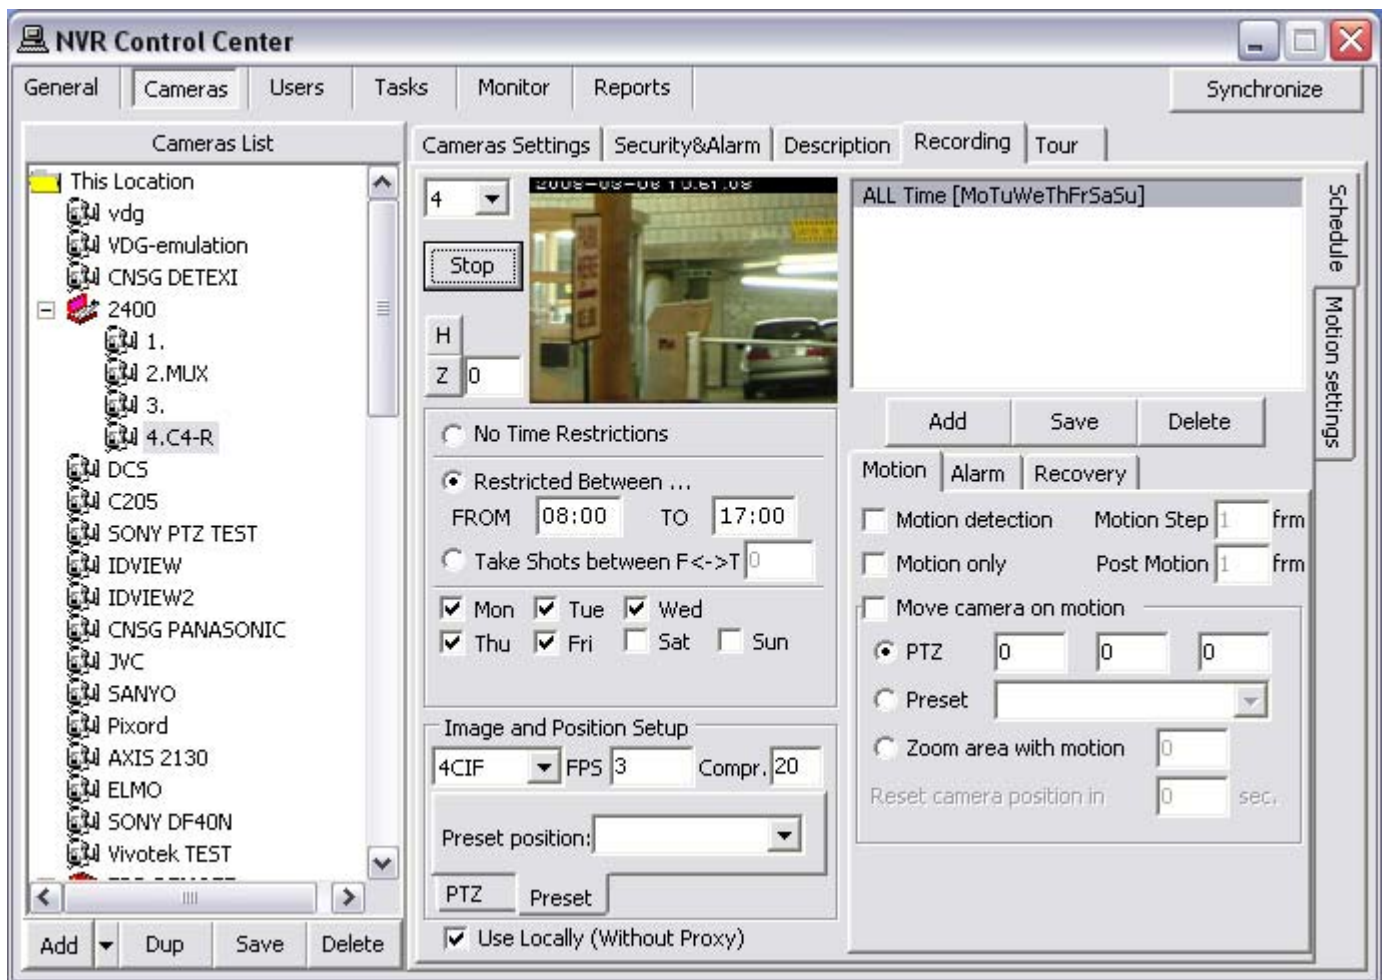 NVR Control Center
General Cameras Users Tasks Monitor Reports Synchronize
Cameras List
This Location
vdg
VDG-emulation
CNSG DETEXI
2400
1.
2.MUX
3.
4.C4-R
DCS
C205
SONY PTZ TEST
IDVIEW
IDVIEW2
CNSG PANASONIC
JVC
SANYO
Pixord
AXIS 2130
ELMO
SONY DF40N
Vivotek TEST
Add Dup Save Delete
Cameras Settings Security&Alarm Description Recording Tour
4
Stop
H
Z 0
No Time Restrictions
Restricted Between ...
FROM 08:00 TO 17:00
Take Shots between F<->T 0
Mon Tue Wed
Thu Fri Sat Sun
Image and Position Setup
4CIF FPS 3 Compr. 20
Preset position:
PTZ Preset
Use Locally (Without Proxy)
ALL Time [MoTuWeThFrSaSu]
Add Save Delete
Motion Alarm Recovery
Motion detection Motion Step 1 frm
Motion only Post Motion 1 frm
Move camera on motion
PTZ 0 0 0
Preset
Zoom area with motion 0
Reset camera position in 0 sec.
Schedule
Motion settings